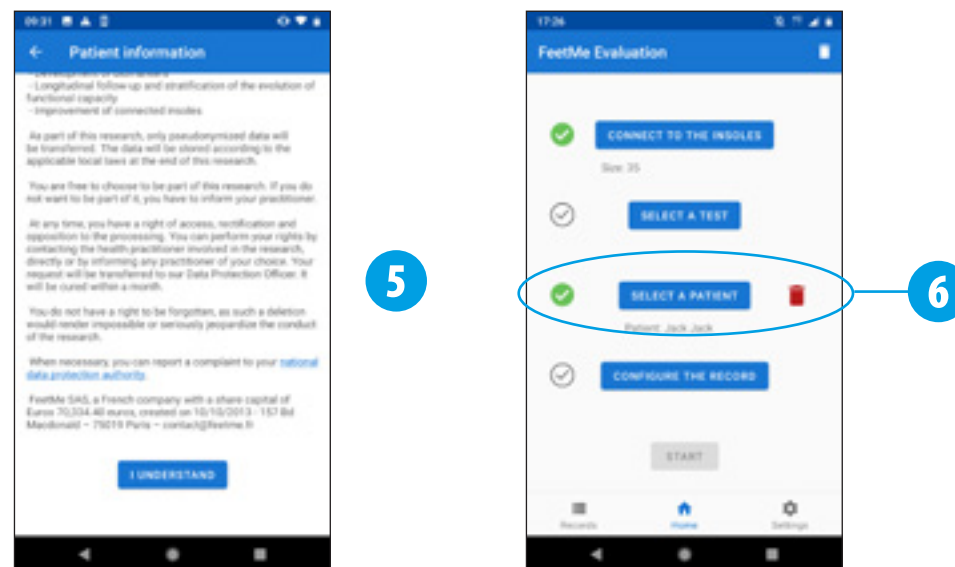 09:31
Patient information
- Development of biomarkers
- Longitudinal follow-up and stratification of the evolution of
functional capacity
- Improvement of connected insoles
As part of this research, only pseudonymized data will
be transferred. The data will be stored according to the
applicable local laws at the end of this research.
You are free to choose to be part of this research. If you do
not want to be part of it, you have to inform your practitioner.
At any time, you have a right of access, rectification and
opposition to the processing. You can perform your rights by
contacting the health practitioner involved in the research,
directly or by informing any practitioner of your choice. Your
request will be transferred to our Data Protection Officer. It
will be cured within a month.
You do not have a right to be forgotten, as such a deletion
would render impossible or seriously jeopardize the conduct
of the research.
When necessary, you can report a complaint to your national
data protection authority.
FeetMe SAS, a French company with a share capital of
Euros 70,334.40 euros, created on 10/10/2013 - 157 Bd
Macdonald – 75019 Paris – contact@feetme.fr
I UNDERSTAND
5
17:26
FeetMe Evaluation
CONNECT TO THE INSOLES
Size: 35
SELECT A TEST
SELECT A PATIENT
Patient: Jack Jack
CONFIGURE THE RECORD
START
Records
Home
Settings
6